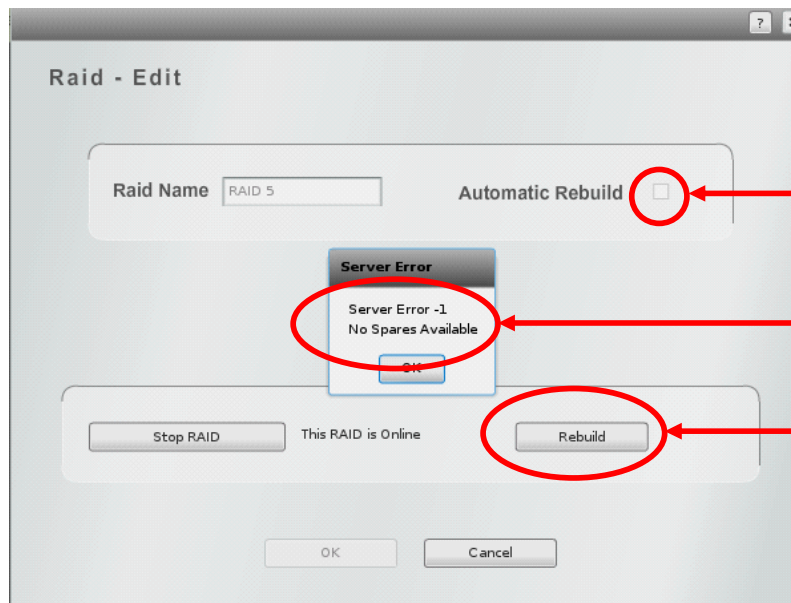 ?
Raid - Edit
Raid Name RAID 5 Automatic Rebuild
Server Error
Server Error -1
No Spares Available
OK
Stop RAID This RAID is Online Rebuild
OK Cancel